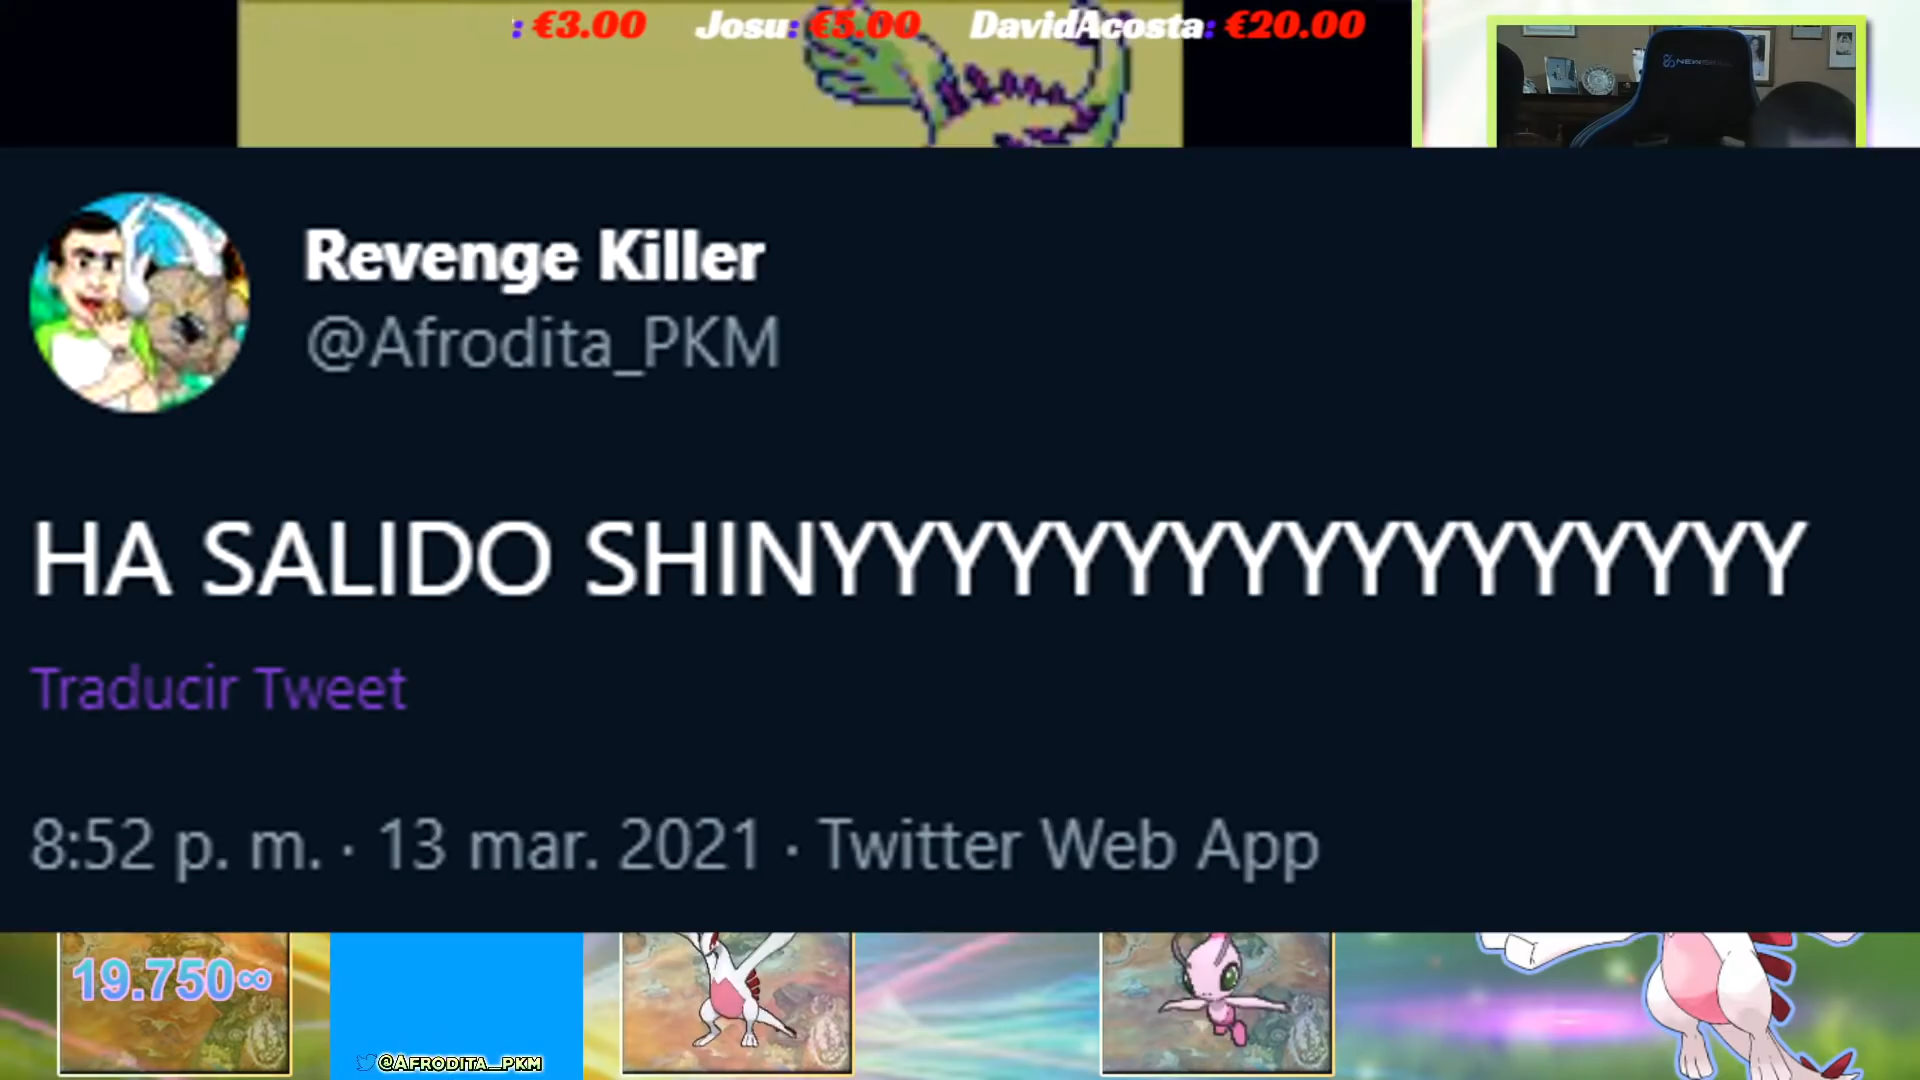 : €3.00 Josu: €5.00 DavidAcosta: €20.00
Revenge Killer
@Afrodita_PKM
HA SALIDO SHINYYYYYYYYYYYYYYYYY
Traducir Tweet
8:52 p. m. · 13 mar. 2021 · Twitter Web App
19.750∞
@AFRODITA_PKM